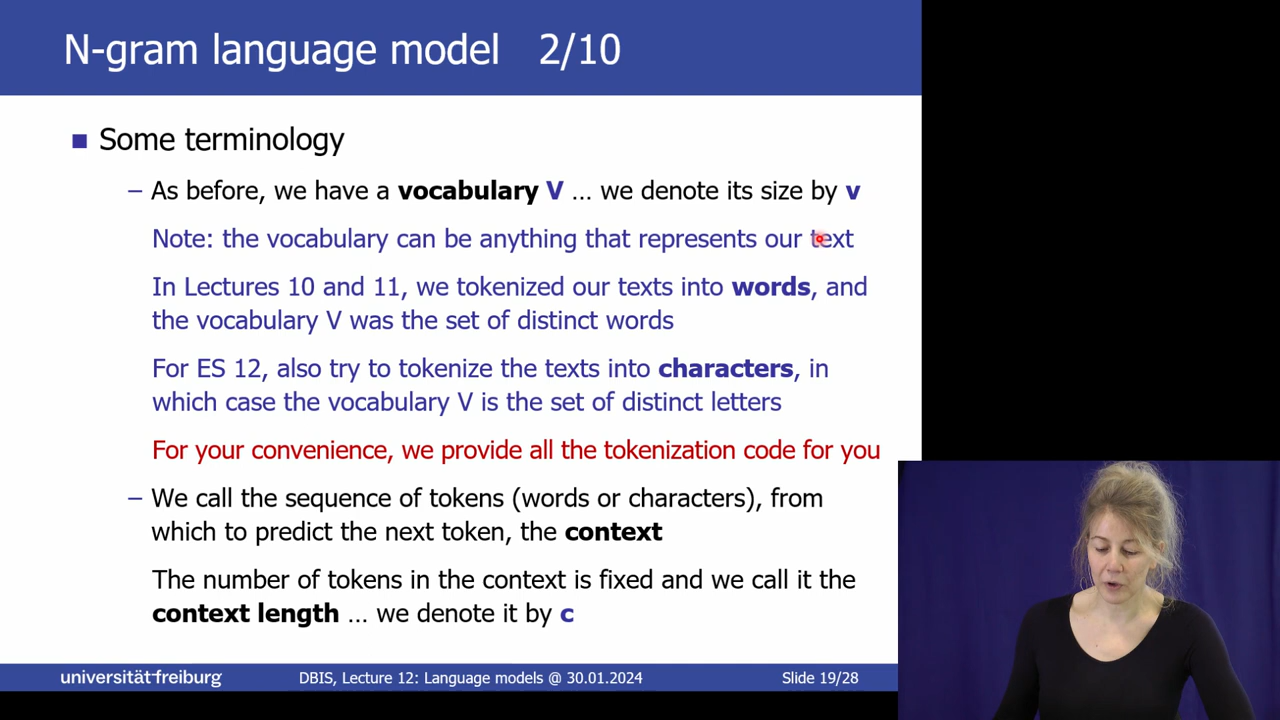 N-gram language model 2/10
Some terminology
– As before, we have a vocabulary V ... we denote its size by v
Note: the vocabulary can be anything that represents our text
In Lectures 10 and 11, we tokenized our texts into words, and
the vocabulary V was the set of distinct words
For ES 12, also try to tokenize the texts into characters, in
which case the vocabulary V is the set of distinct letters
For your convenience, we provide all the tokenization code for you
– We call the sequence of tokens (words or characters), from
which to predict the next token, the context
The number of tokens in the context is fixed and we call it the
context length ... we denote it by c
universität freiburg DBIS, Lecture 12: Language models @ 30.01.2024 Slide 19/28